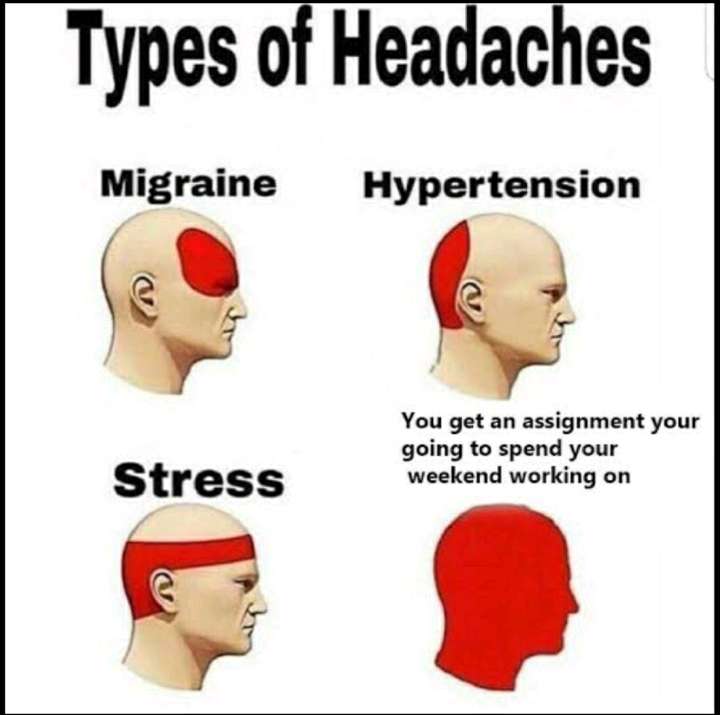 Types of Headaches
Migraine
Hypertension
You get an assignment your
going to spend your
weekend working on
Stress